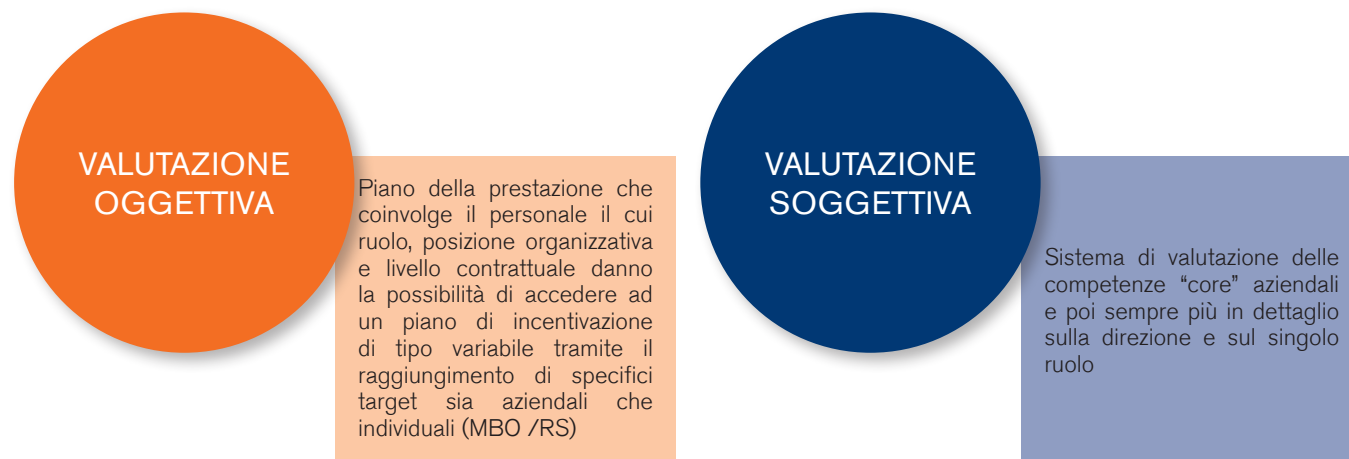 VALUTAZIONE
OGGETTIVA
Piano della prestazione che
coinvolge il personale il cui
ruolo, posizione organizzativa
e livello contrattuale danno
la possibilità di accedere ad
un piano di incentivazione
di tipo variabile tramite il
raggiungimento di specifici
target sia aziendali che
individuali (MBO /RS)
VALUTAZIONE
SOGGETTIVA
Sistema di valutazione delle
competenze “core” aziendali
e poi sempre più in dettaglio
sulla direzione e sul singolo
ruolo